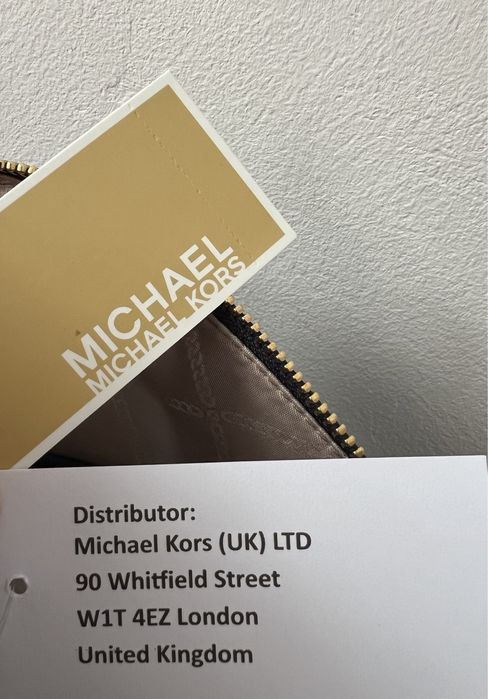 MICHAEL
MICHAEL KORS
Distributor:
Michael Kors (UK) LTD
90 Whitfield Street
W1T 4EZ London
United Kingdom